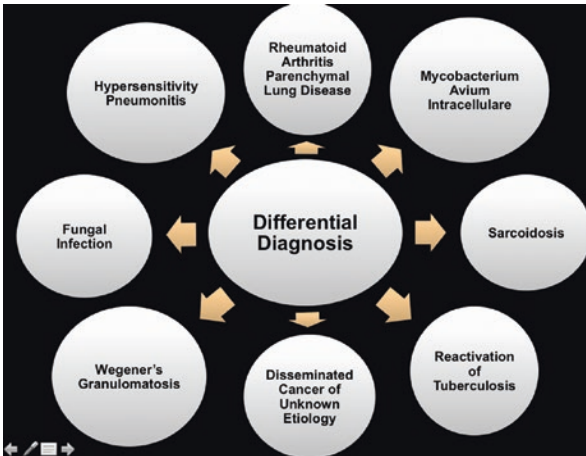 Rheumatoid
Arthritis
Parenchymal
Lung Disease
Mycobacterium
Avium
Intracellulare
Sarcoidosis
Reactivation
of
Tuberculosis
Disseminated
Cancer of
Unknown
Etiology
Wegener's
Granulomatosis
Fungal
Infection
Hypersensitivity
Pneumonitis
Differential
Diagnosis